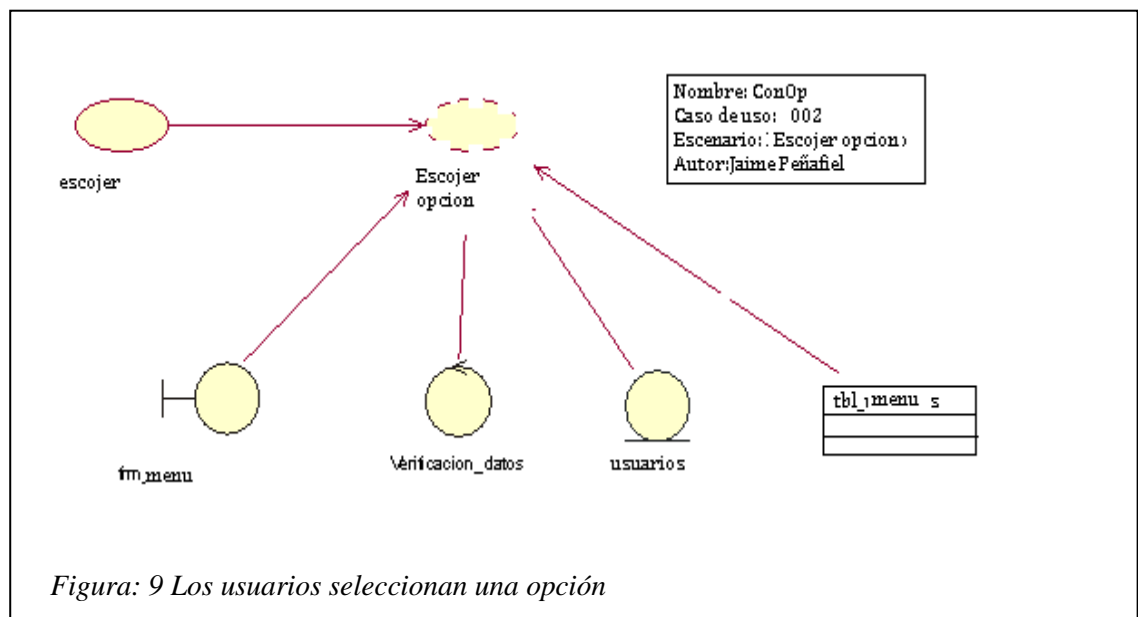 Nombre: ConOp
Caso de uso: 002
Escenario: Escojer opcion
Autor: Jaime Peñafiel
escojer
Escojer
opcion
frm_menu
Verificacion_datos
usuarios
menu
Figura: 9 Los usuarios seleccionan una opción